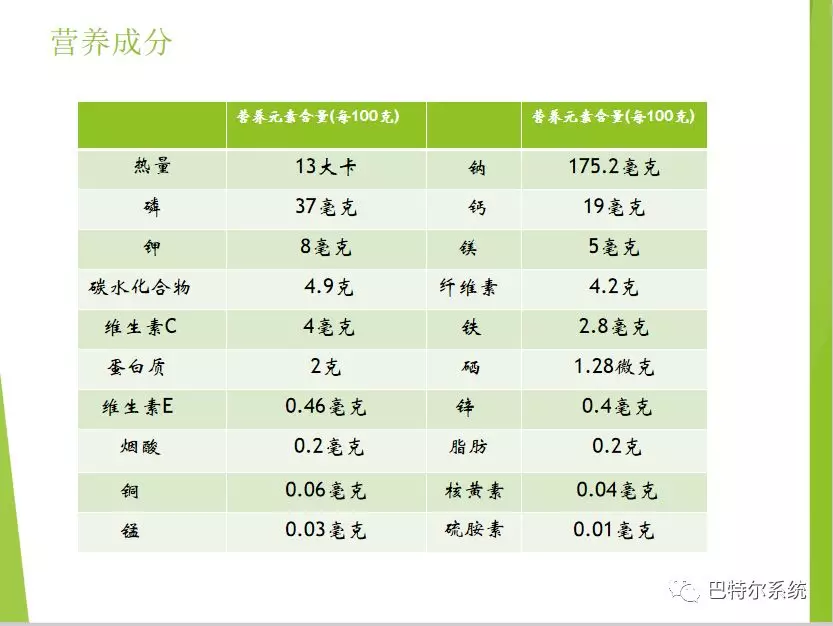 营养成分
营养元素含量(每100克) 营养元素含量(每100克)
热量 13大卡 钠 175.2毫克
磷 37毫克 钙 19毫克
钾 8毫克 镁 5毫克
碳水化合物 4.9克 纤维素 4.2克
维生素C 4毫克 铁 2.8毫克
蛋白质 2克 硒 1.28微克
维生素E 0.46毫克 锌 0.4毫克
烟酸 0.2毫克 脂肪 0.2克
铜 0.06毫克 核黄素 0.04毫克
锰 0.03毫克 硫胺素 0.01毫克
巴特尔系统